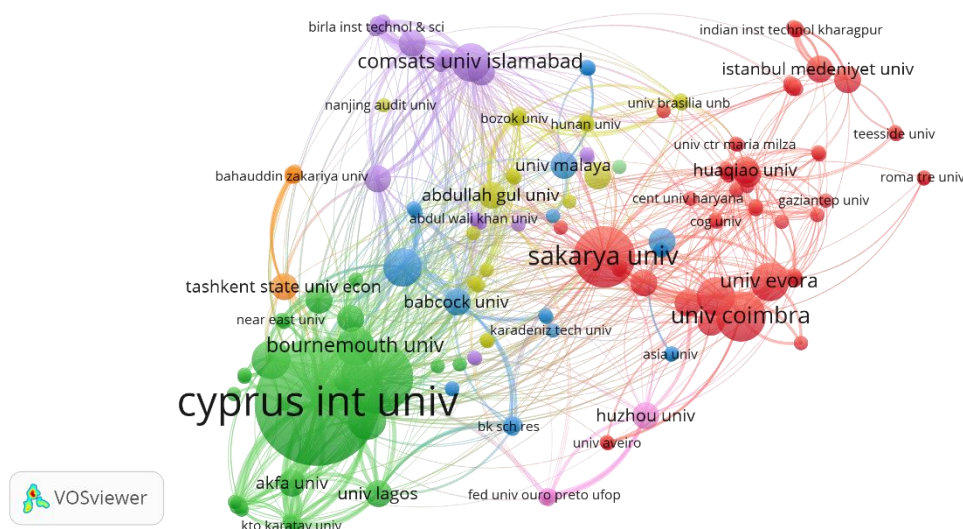 birla inst technol & sci
indian inst technol kharagpur
comsats univ islamabad
istanbul medeniyet univ
nanjing audit univ
univ brasilia unb
bozok univ
hunan univ
teesside univ
univ ctr maria milza
univ malaya
huaqiao univ
bahauddin zakariya univ
roma tre univ
abdullah gul univ
cent univ haryana
gaziantep univ
abdul wali khan univ
cog univ
sakarya univ
tashkent state univ econ
univ evora
babcock univ
near east univ
univ coimbra
karadeniz tech univ
bournemouth univ
asia univ
cyprus int univ
huzhou univ
bk sch res
univ aveiro
akfa univ
univ lagos
fed univ ouro preto ufop
kto karatay univ
VOSviewer